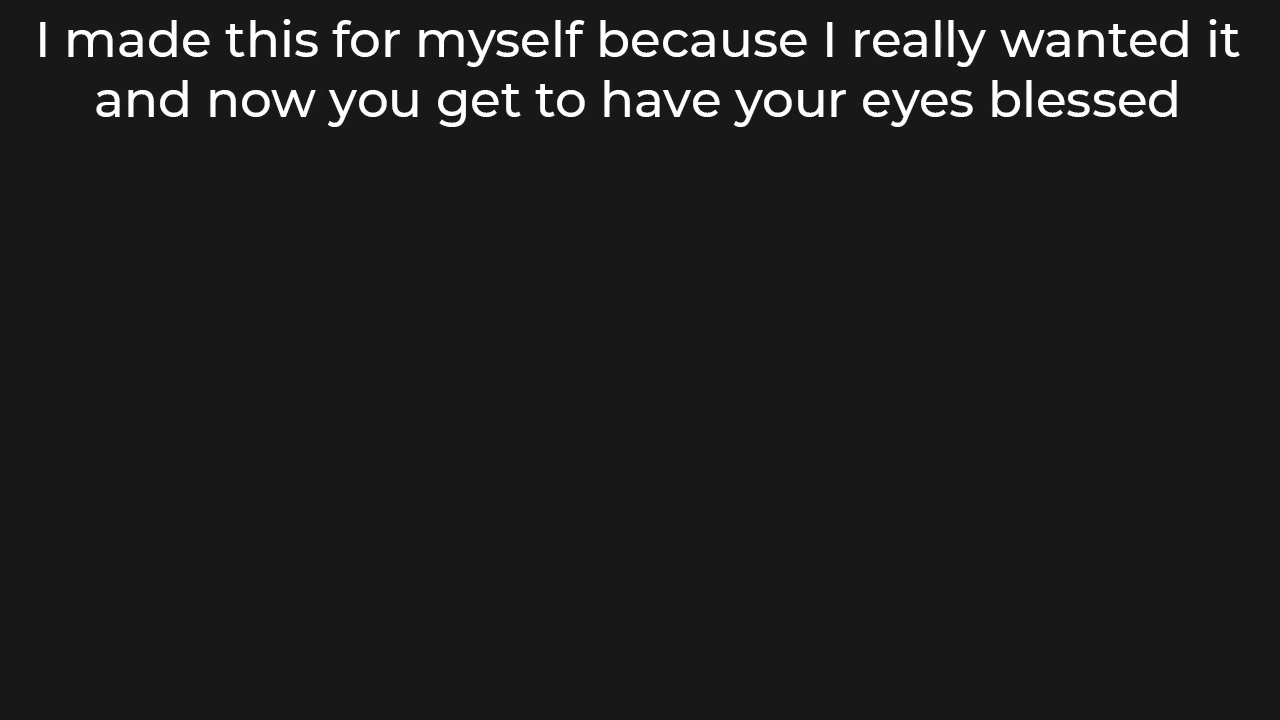 I made this for myself because I really wanted it
and now you get to have your eyes blessed